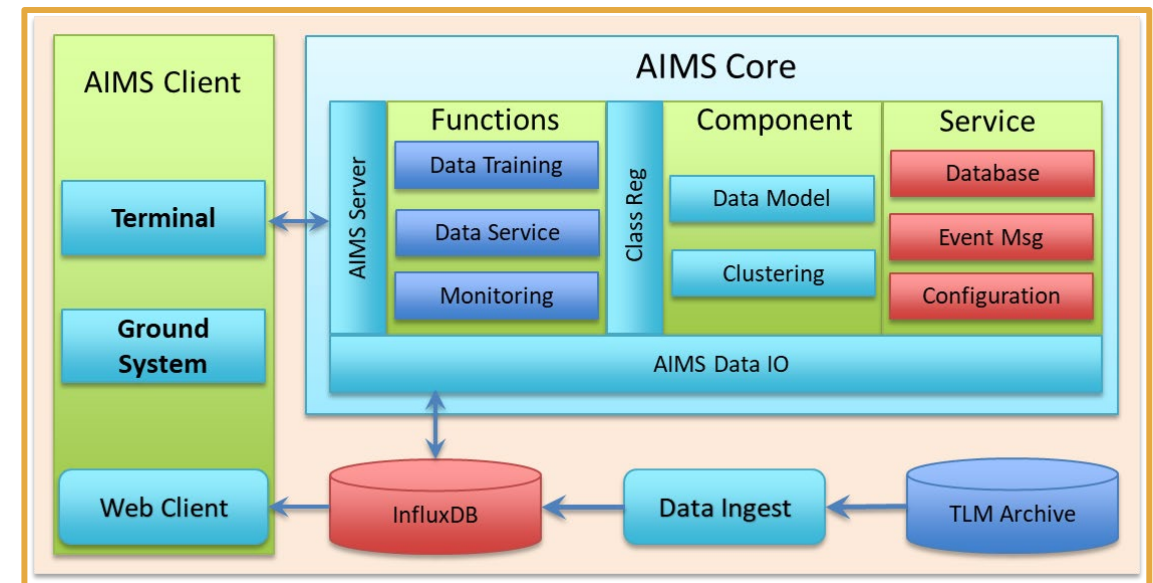 AIMS Client
Terminal
Ground
System
Web Client
AIMS Core
AIMS Server
Functions
Data Training
Data Service
Monitoring
Class Reg
Component
Data Model
Clustering
Service
Database
Event Msg
Configuration
AIMS Data IO
InfluxDB
Data Ingest
TLM Archive